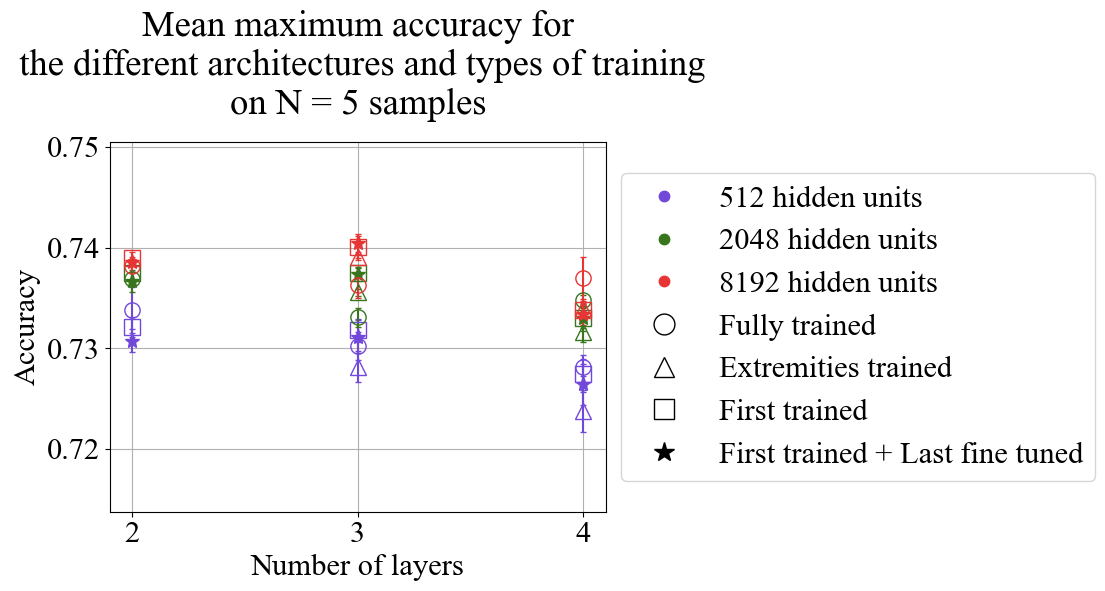 Mean maximum accuracy for
the different architectures and types of training
on N = 5 samples
0.75
0.74
0.73
0.72
Accuracy
2
3
4
Number of layers
512 hidden units
2048 hidden units
8192 hidden units
Fully trained
Extremities trained
First trained
First trained + Last fine tuned